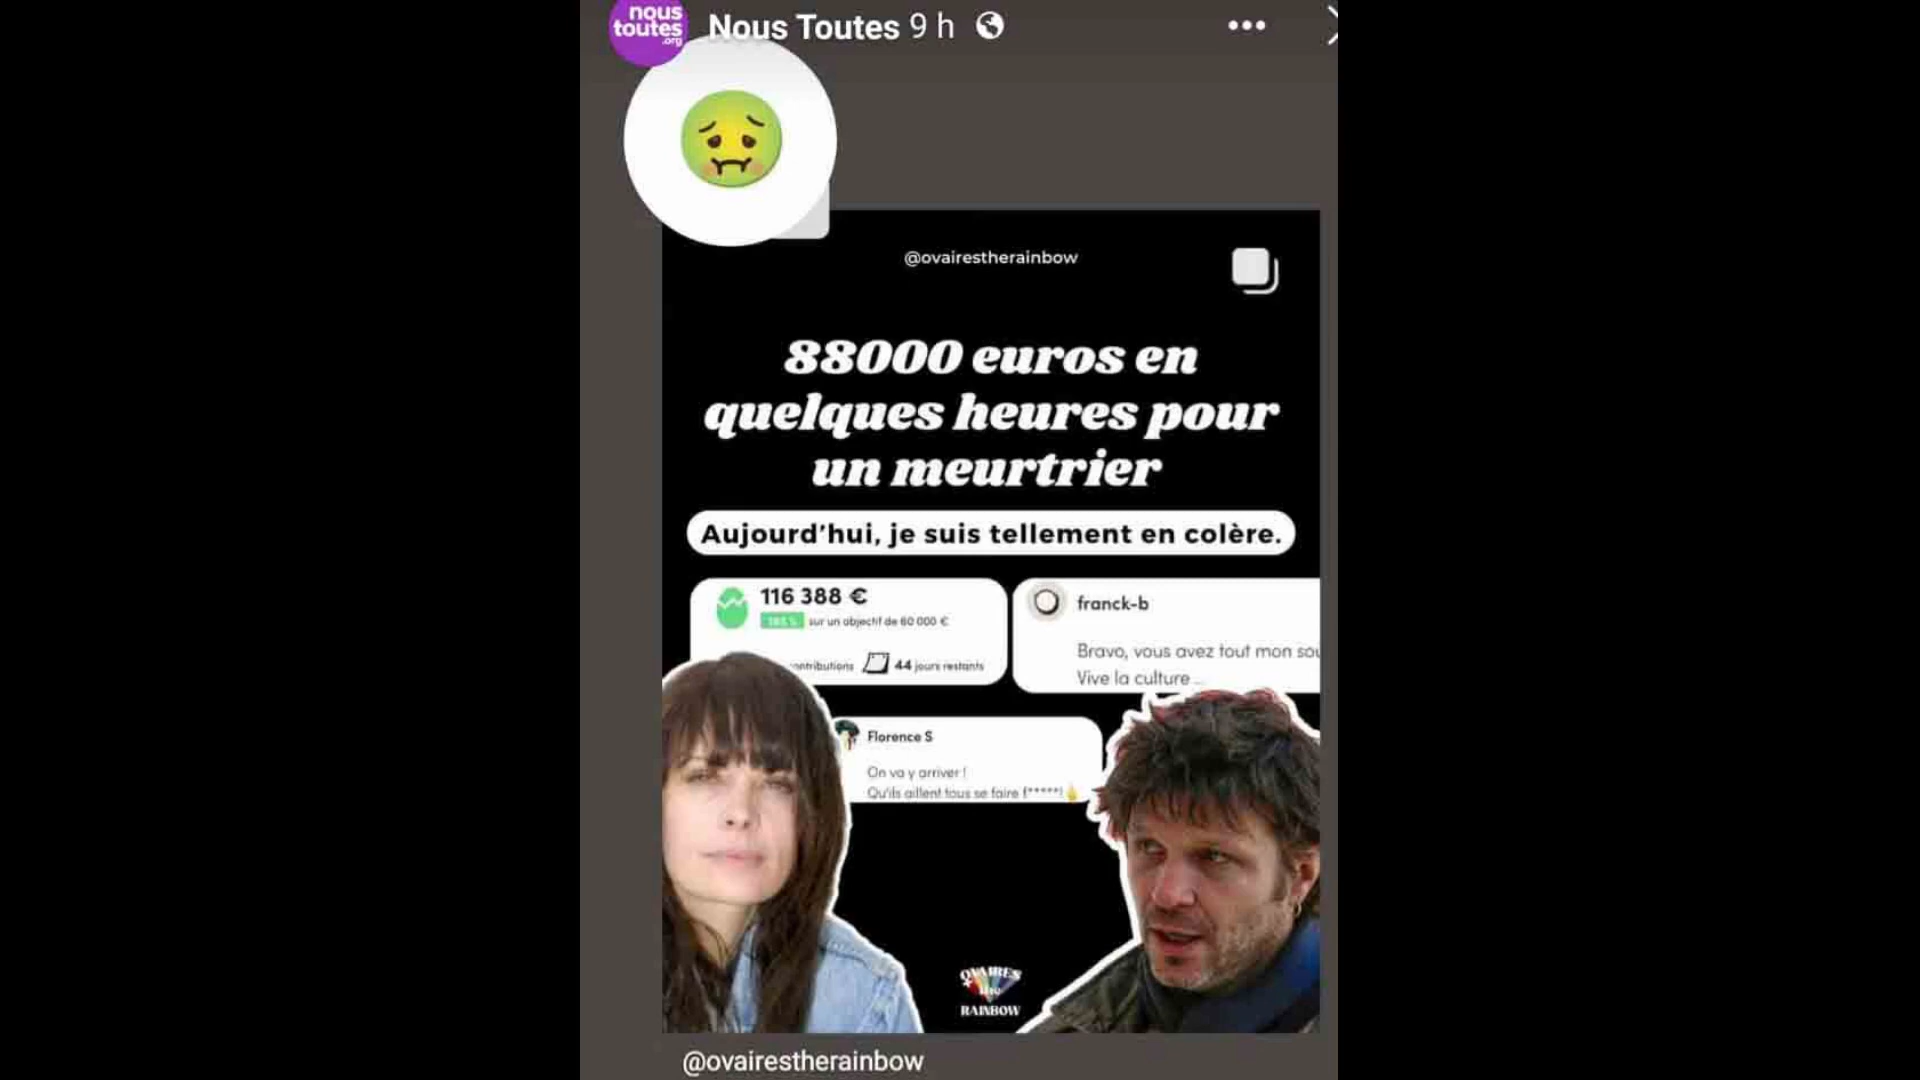 nous
toutes
.org
Nous Toutes 9 h
@ovairestherainbow
88000 euros en
quelques heures pour
un meurtrier
Aujourd'hui, je suis tellement en colère.
116 388 €
sur un objectif de 60 000 €
44 jours restants
franck-b
Bravo, vous avez tout mon sou
Vive la culture ...
Florence S
On va y arriver !
Qu'ils aillent tous se faire f*****!
OVAIRES
THE
RAINBOW
@ovairestherainbow